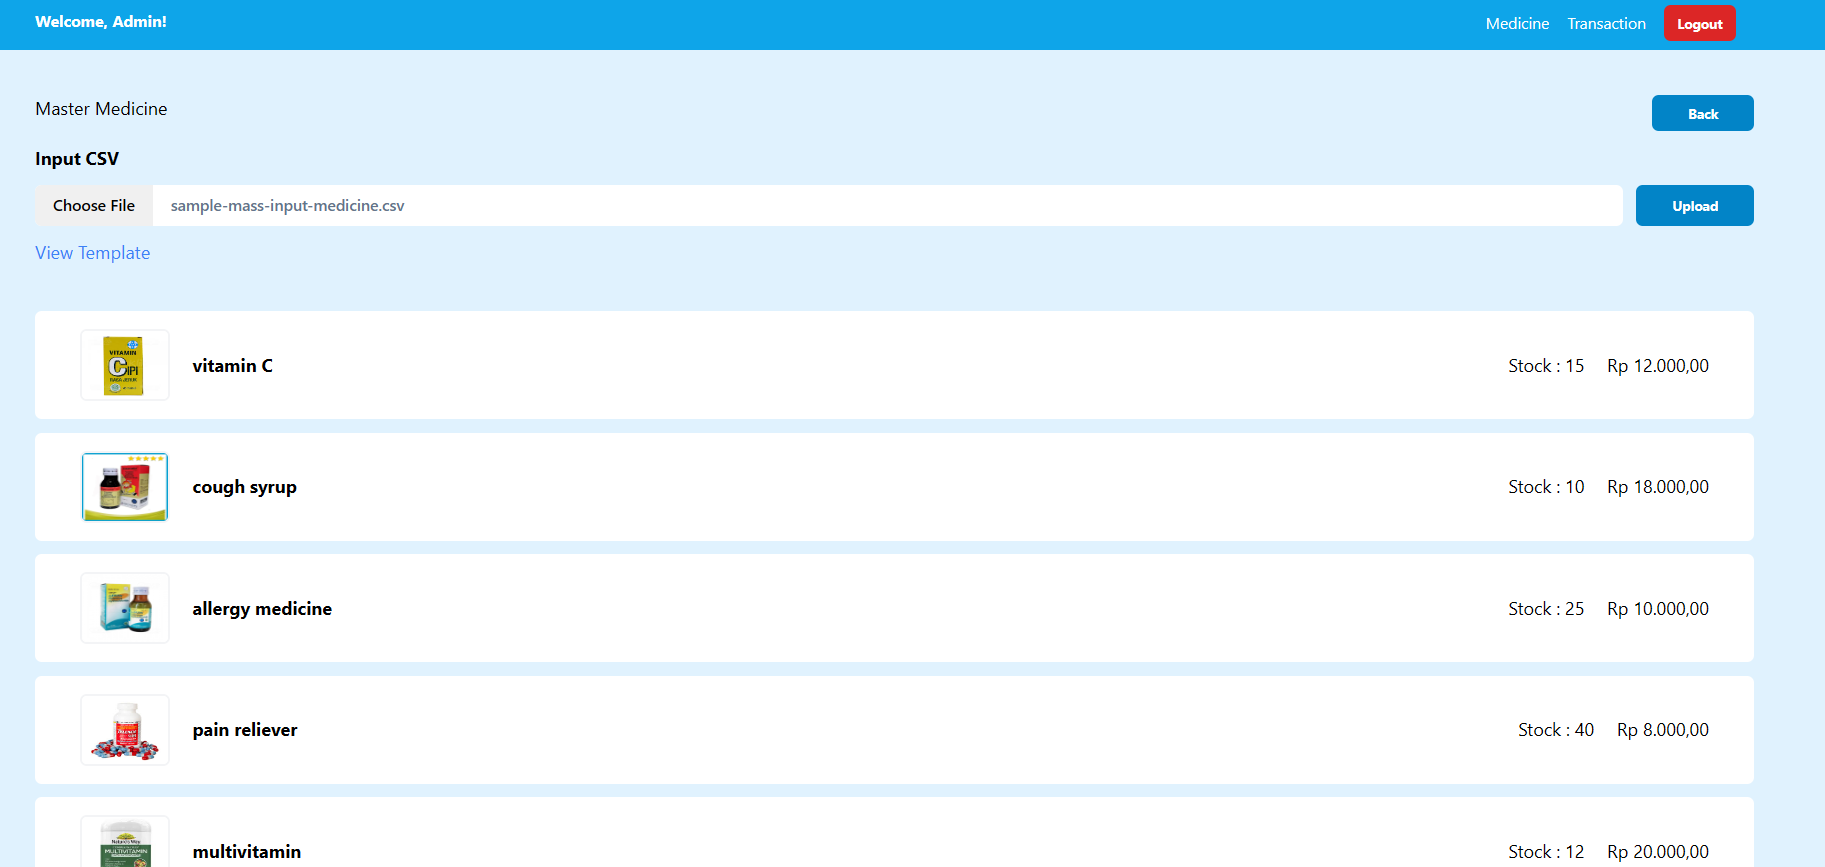 Welcome, Admin!
Medicine Transaction Logout
Master Medicine
Back
Input CSV
Choose File sample-mass-input-medicine.csv
Upload
View Template
VITAMIN
C
IPI
vitamin C
Stock : 15 Rp 12.000,00
cough syrup
Stock : 10 Rp 18.000,00
allergy medicine
Stock : 25 Rp 10.000,00
pain reliever
Stock : 40 Rp 8.000,00
Nature's Way
MULTIVITAMIN
multivitamin
Stock : 12 Rp 20.000,00